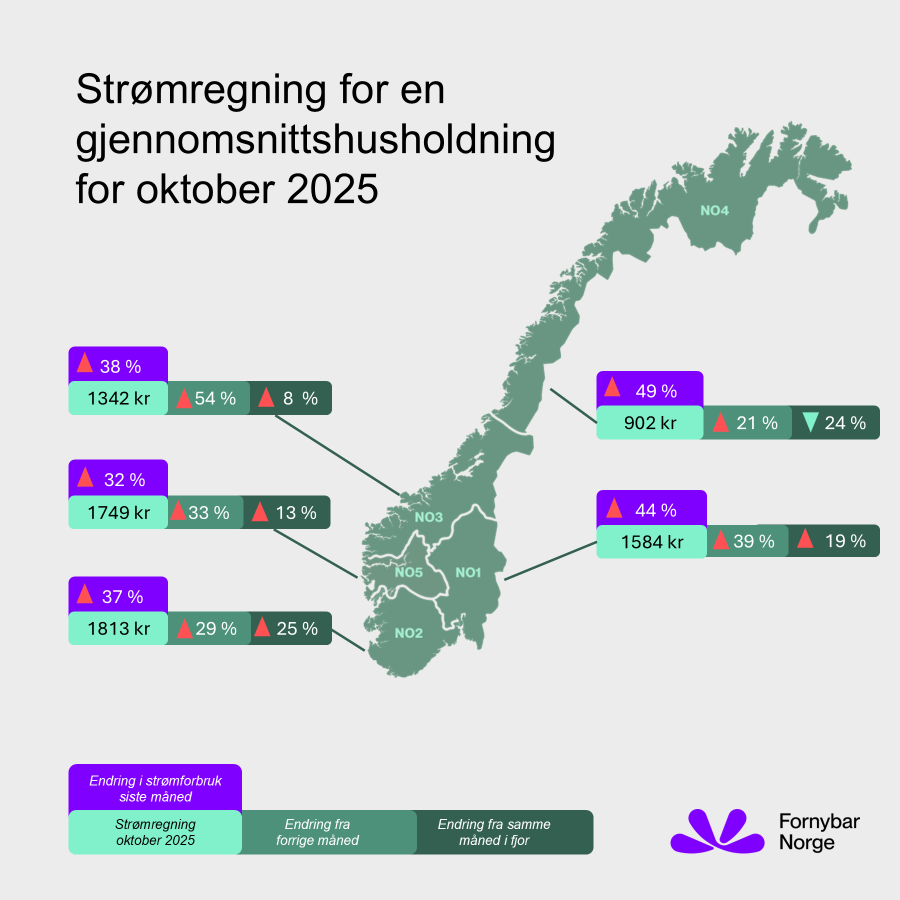 Strømregning for en
gjennomsnittshusholdning
for oktober 2025
NO4
38 %
1342 kr 54 % 8 %
49 %
902 kr 21 % 24 %
32 %
1749 kr 33 % 13 %
44 %
1584 kr 39 % 19 %
NO3
NO5 NO1
37 %
1813 kr 29 % 25 %
NO2
Endring i strømforbruk
siste måned
Strømregning
oktober 2025
Endring fra
forrige måned
Endring fra samme
måned i fjor
Fornybar
Norge